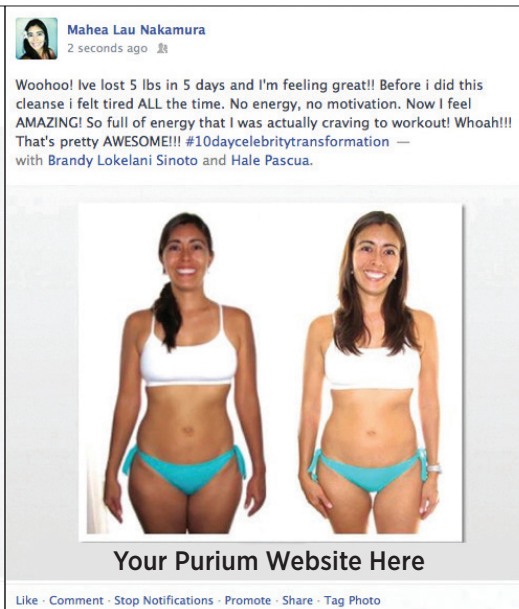 Mahea Lau Nakamura
2 seconds ago
Woohoo! Ive lost 5 lbs in 5 days and I'm feeling great!! Before i did this
cleanse i felt tired ALL the time. No energy, no motivation. Now I feel
AMAZING! So full of energy that I was actually craving to workout! Whoah!!!
That's pretty AWESOME!!! #10daycelebritytransformation —
with Brandy Lokelani Sinoto and Hale Pascua.
Your Purium Website Here
Like · Comment · Stop Notifications · Promote · Share · Tag Photo